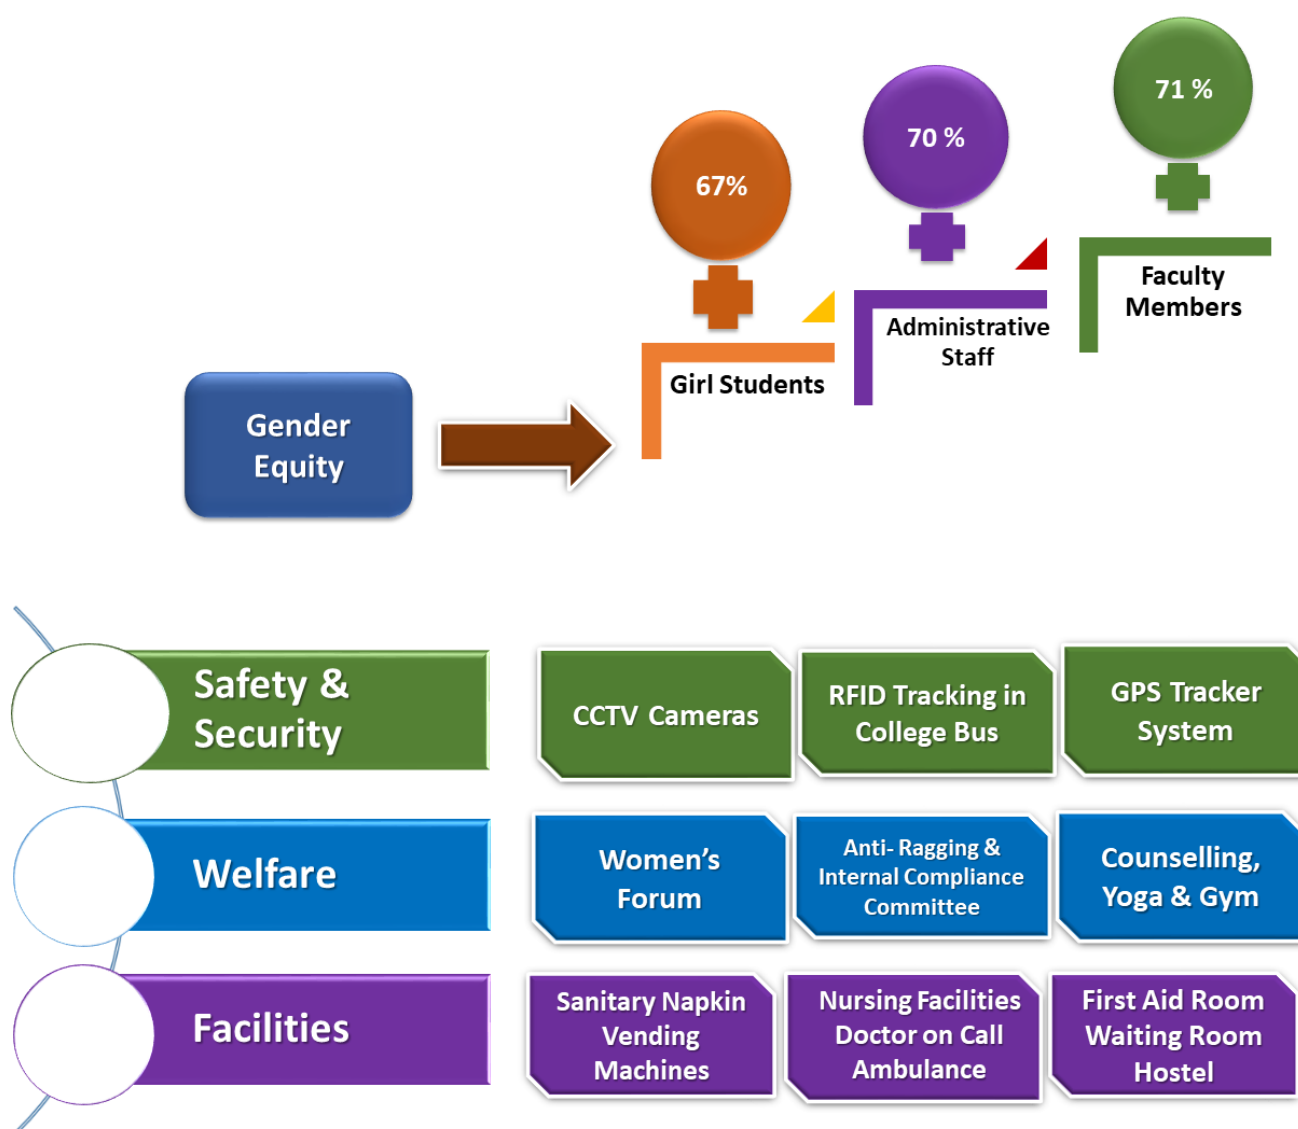 71 %
70 %
67%
Faculty
Members
Administrative
Staff
Girl Students
Gender
Equity
Safety &
Security
CCTV Cameras
RFID Tracking in
College Bus
GPS Tracker
System
Welfare
Women’s
Forum
Anti- Ragging &
Internal Compliance
Committee
Counselling,
Yoga & Gym
Facilities
Sanitary Napkin
Vending
Machines
Nursing Facilities
Doctor on Call
Ambulance
First Aid Room
Waiting Room
Hostel